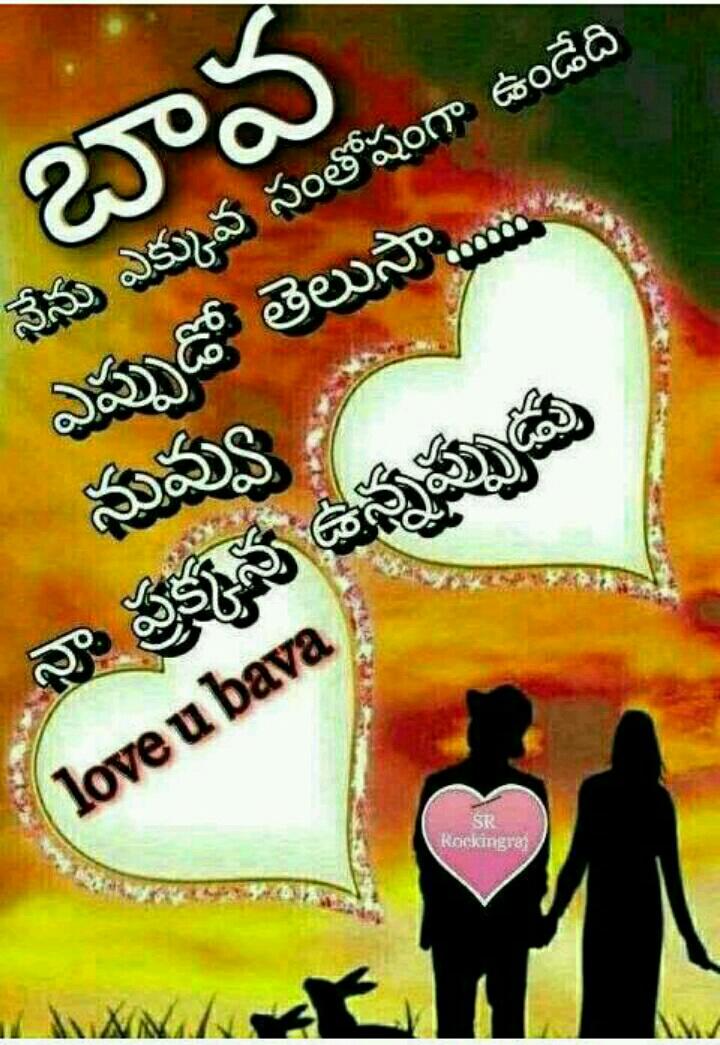 బావ
నేను ఎక్కువ సంతోషంగా ఉండేది
ఎప్పుడో తెలుసా......
నువ్వు
నా ప్రక్కన ఉన్నప్పుడు
love u bava
SR
Rockingraj